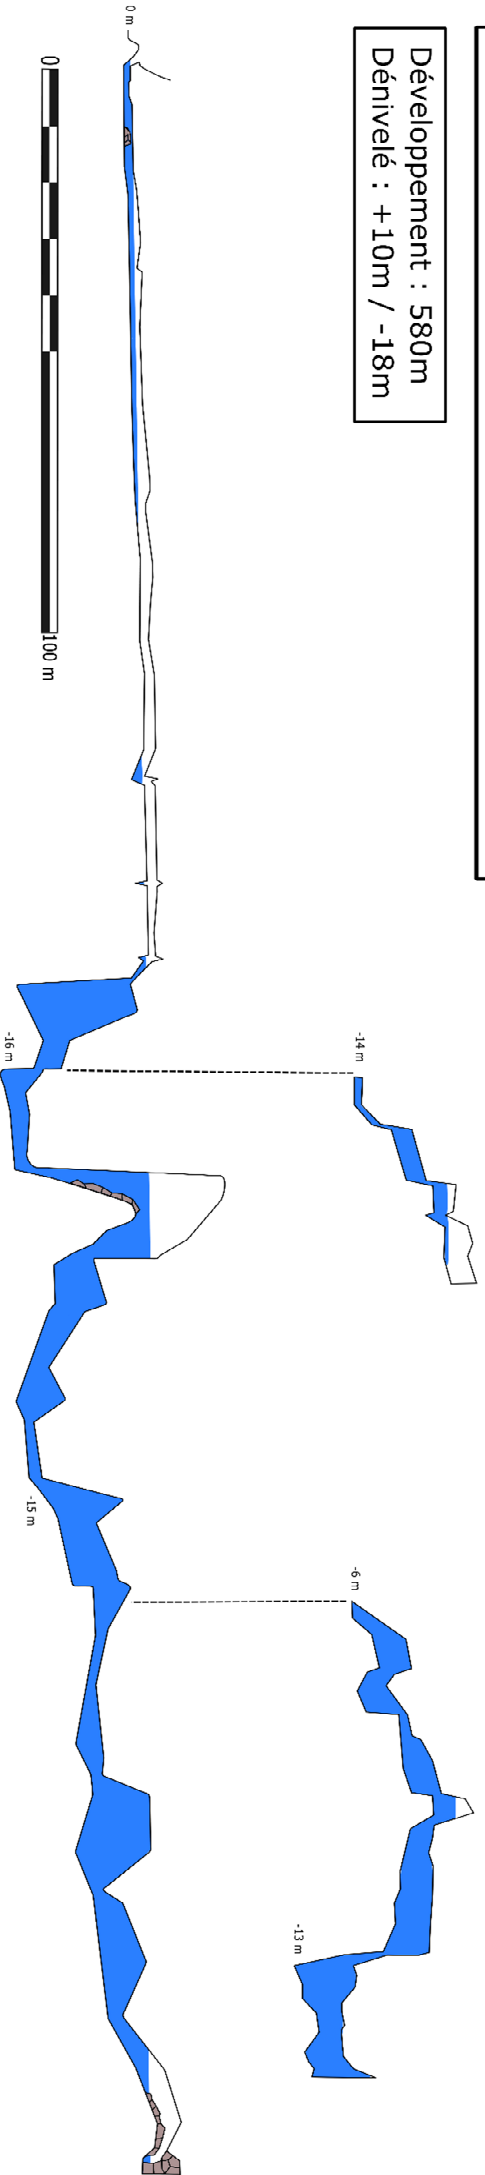 Développement : 580m
Dénivelé : +10m / -18m
0 m
0
100 m
-16 m
-14 m
-15 m
-6 m
-13 m